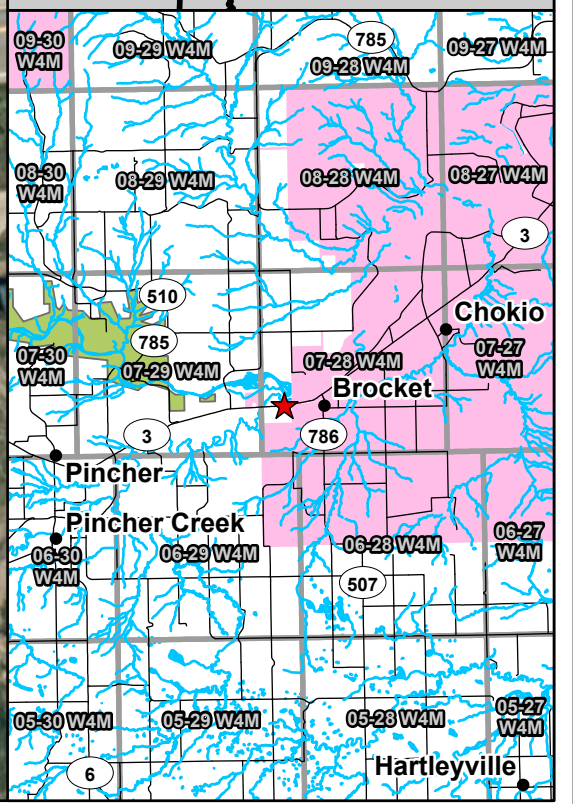 09-30
W4M
09-29 W4M
785
09-28 W4M
09-27 W4M
08-30
W4M
08-29 W4M
08-28 W4M
08-27 W4M
3
510
Chokio
785
07-30
W4M
07-29 W4M
07-28 W4M
07-27
W4M
Brocket
3
786
Pincher
Pincher Creek
06-30
W4M
06-29 W4M
06-28 W4M
06-27
W4M
507
05-30 W4M
05-29 W4M
05-28 W4M
05-27
W4M
6
Hartleyville